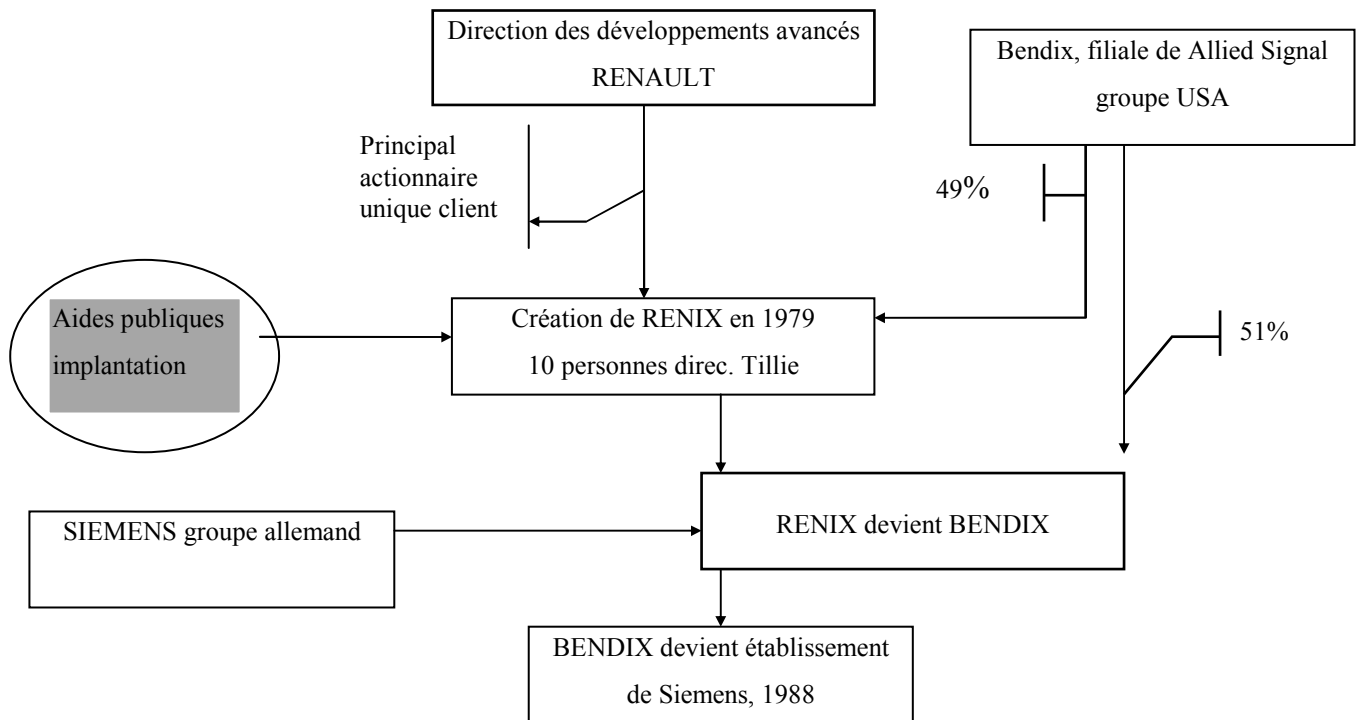 Direction des développements avancés
RENAULT
Bendix, filiale de Allied Signal
groupe USA
Principal
actionnaire
unique client
49%
Aides publiques
implantation
Création de RENIX en 1979
10 personnes direc. Tillie
51%
SIEMENS groupe allemand
RENIX devient BENDIX
BENDIX devient établissement
de Siemens, 1988